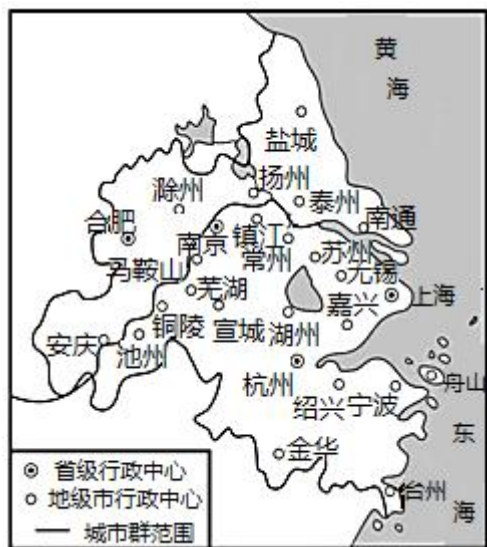 黄
海
盐城
扬州
滁州
泰州
南通
合肥
南京
镇江
苏州
常州
马鞍山
无锡
芜湖
上海
嘉兴
铜陵
宣城
湖州
安庆
池州
舟山
杭州
绍兴
宁波
东
金华
台州
海
省级行政中心
地级市行政中心
城市群范围